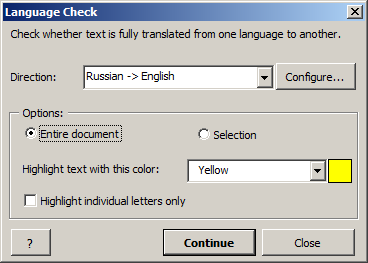 Language Check
Check whether text is fully translated from one language to another.
Direction: Russian -> English Configure...
Options:
Entire document Selection
Highlight text with this color: Yellow
Highlight individual letters only
? Continue Close